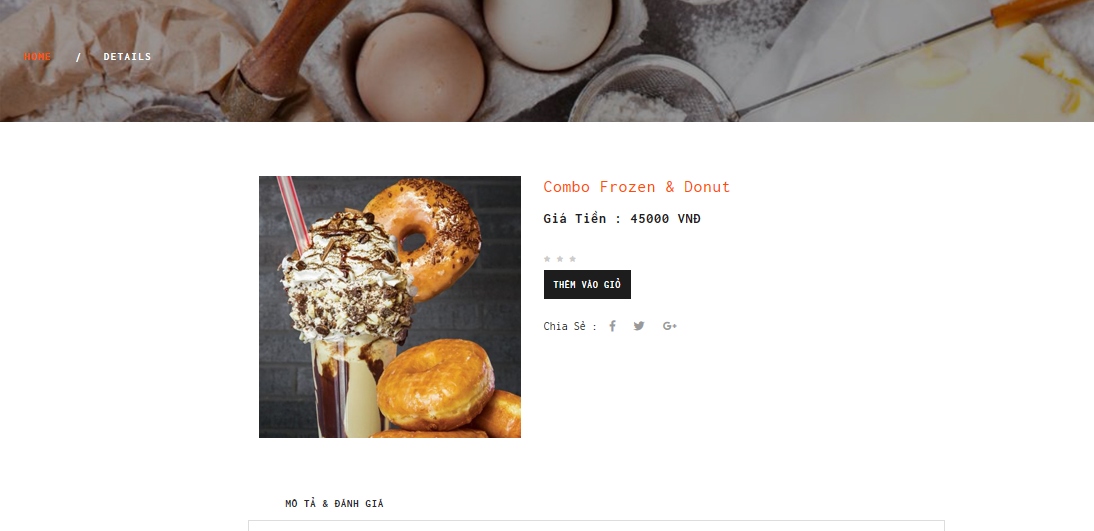 HOME / DETAILS
Combo Frozen & Donut
Giá Tiền : 45000 VNĐ
THÊM VÀO GIỎ
Chia Sẻ :
MÔ TẢ & ĐÁNH GIÁ